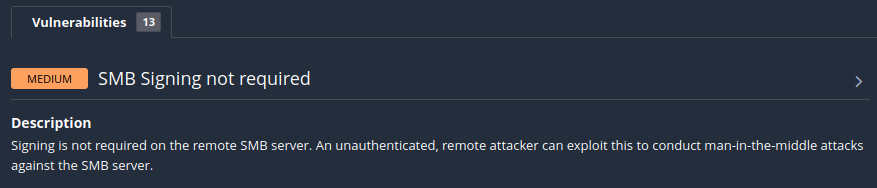 Vulnerabilities 13
MEDIUM SMB Signing not required
Description
Signing is not required on the remote SMB server. An unauthenticated, remote attacker can exploit this to conduct man-in-the-middle attacks
against the SMB server.